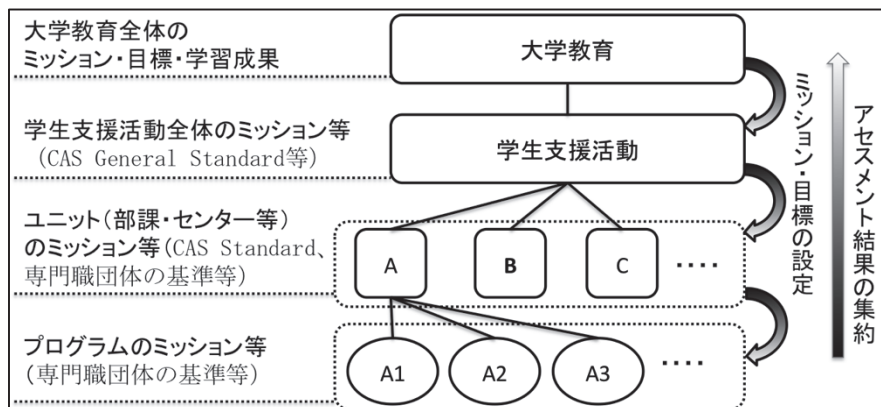 大学教育全体の
ミッション・目標・学習成果
大学教育
学生支援活動全体のミッション等
（CAS General Standard等）
学生支援活動
ユニット（部課・センター等）
のミッション等（CAS Standard、
専門職団体の基準等）
A
B
C
････
プログラムのミッション等
（専門職団体の基準等）
A1
A2
A3
････
ミッション・目標の設定
アセスメント結果の集約